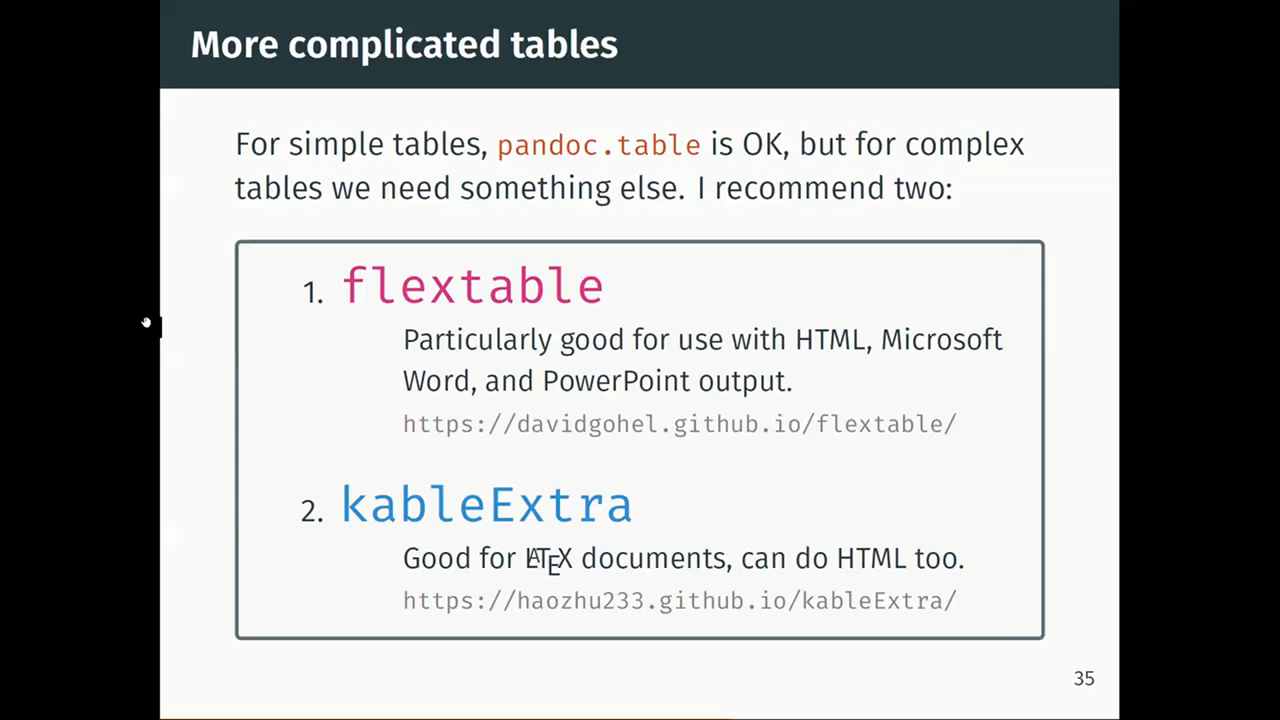 More complicated tables
For simple tables, pandoc.table is OK, but for complex
tables we need something else. I recommend two:
1. flextable
Particularly good for use with HTML, Microsoft
Word, and PowerPoint output.
https://davidgohel.github.io/flextable/
2. kableExtra
Good for LATEX documents, can do HTML too.
https://haozhu233.github.io/kableExtra/
35